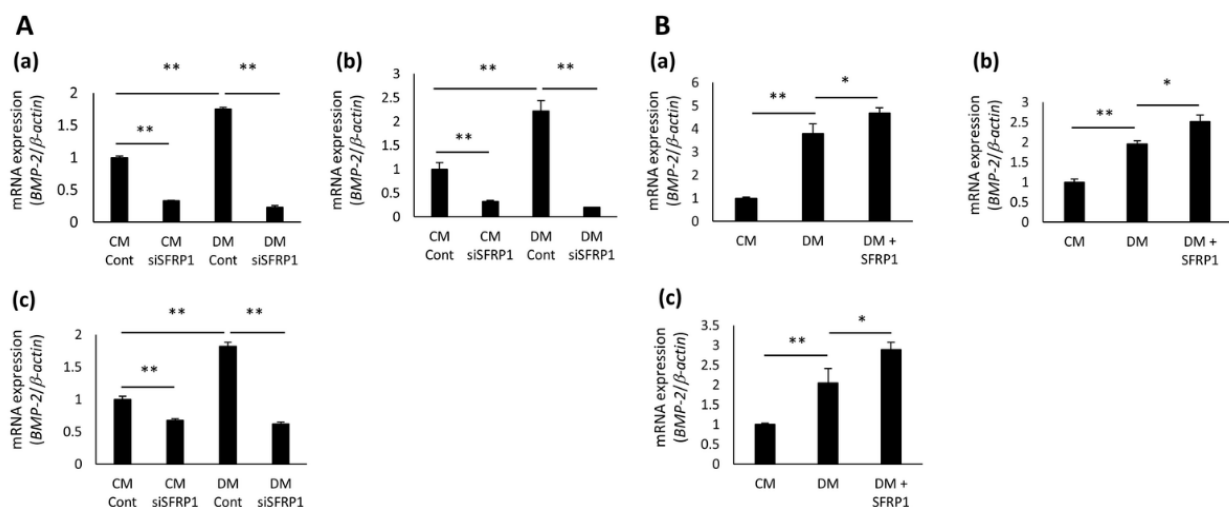 A
(a)
mRNA expression
(BMP-2/β-actin)
2
1.5
1
0.5
0
**
**
**
CM
Cont
CM
siSFRP1
DM
Cont
DM
siSFRP1
(b)
mRNA expression
(BMP-2/β-actin)
3
2.5
2
1.5
1
0.5
0
**
**
**
CM
Cont
CM
siSFRP1
DM
Cont
DM
siSFRP1
(c)
mRNA expression
(BMP-2/β-actin)
2
1.5
1
0.5
0
**
**
**
CM
Cont
CM
siSFRP1
DM
Cont
DM
siSFRP1
B
(a)
mRNA expression
(BMP-2/β-actin)
6
5
4
3
2
1
0
**
*
CM
DM
DM +
SFRP1
(b)
mRNA expression
(BMP-2/β-actin)
3
2.5
2
1.5
1
0.5
0
**
*
CM
DM
DM +
SFRP1
(c)
mRNA expression
(BMP-2/β-actin)
3.5
3
2.5
2
1.5
1
0.5
0
**
*
CM
DM
DM +
SFRP1